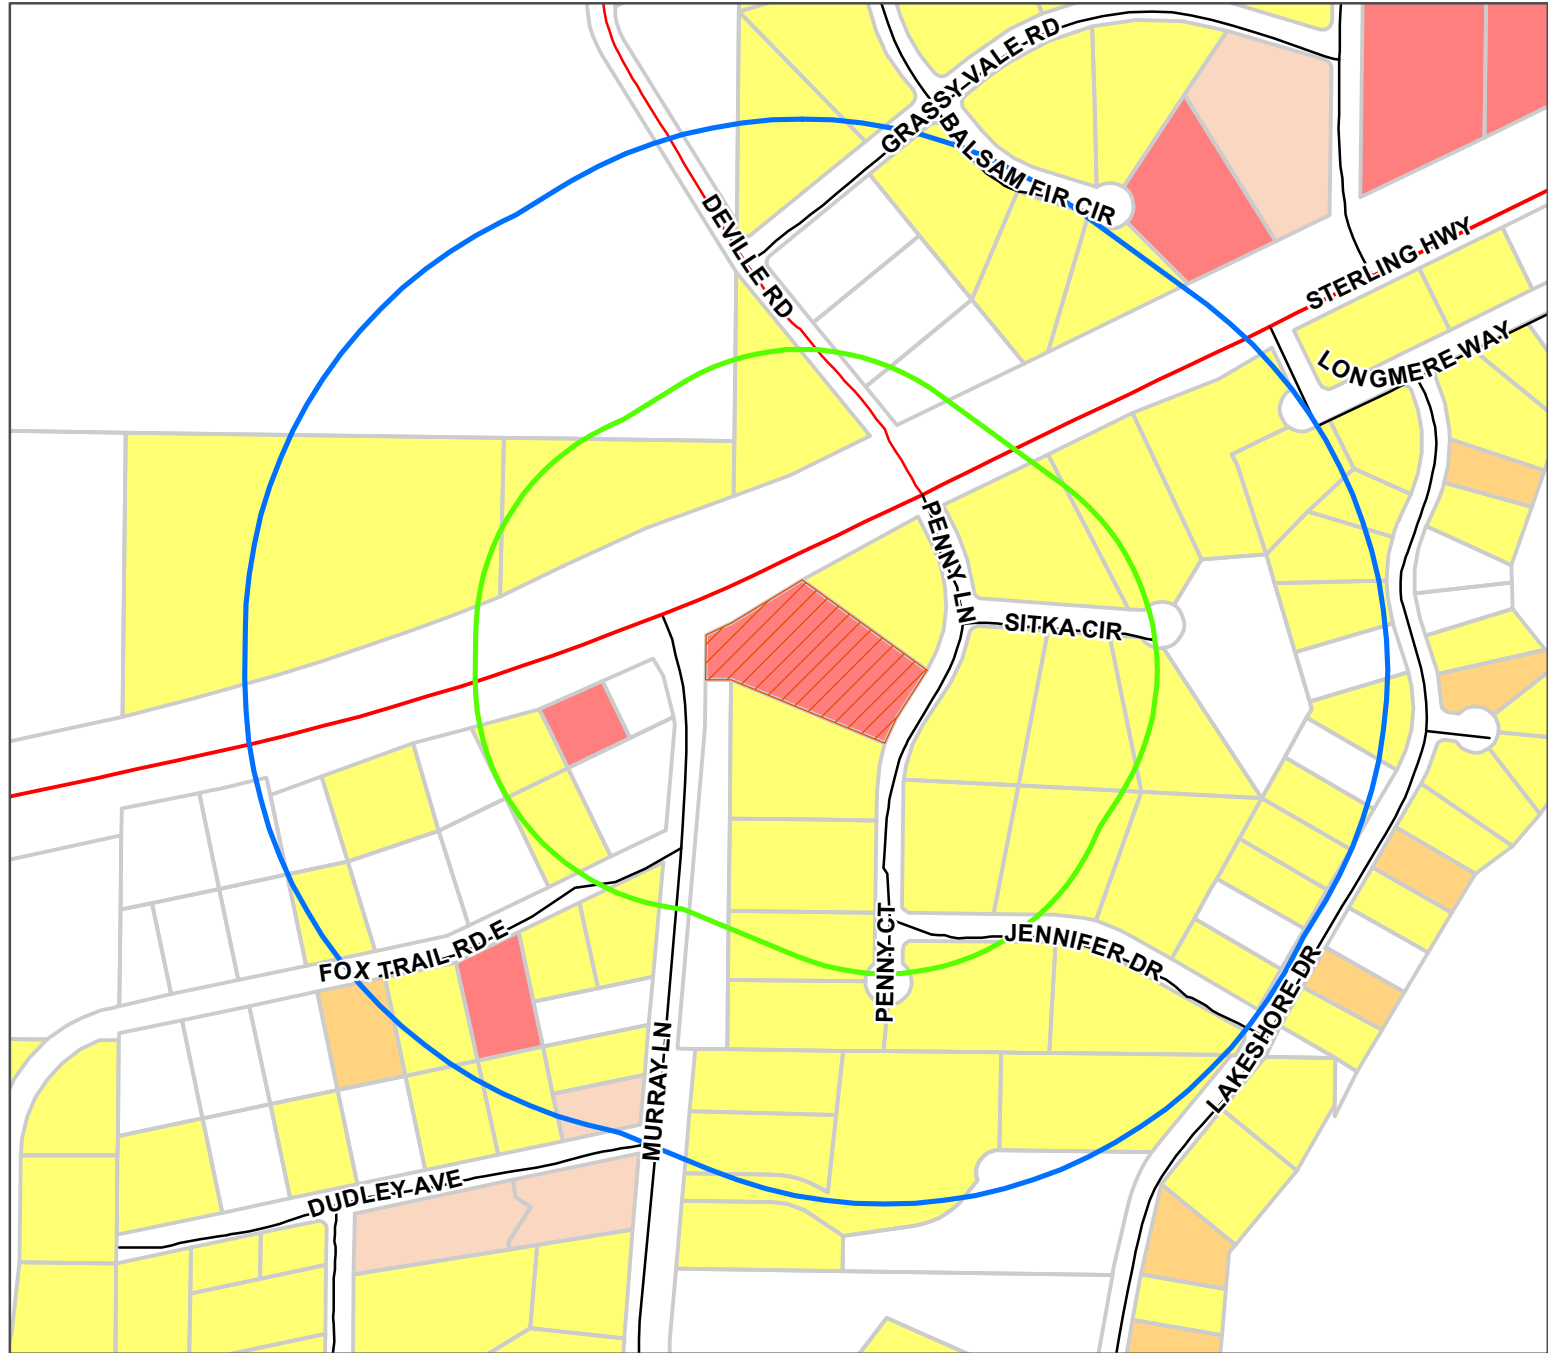 GRASSY VALE RD
BALSAM FIR CIR
DEVILLE RD
STERLING HWY
LONGMERE WAY
PENNY LN
SITKA CIR
FOX TRAIL RD E
PENNY CT
JENNIFER DR
LAKESHORE DR
MURRAY LN
DUDLEY AVE